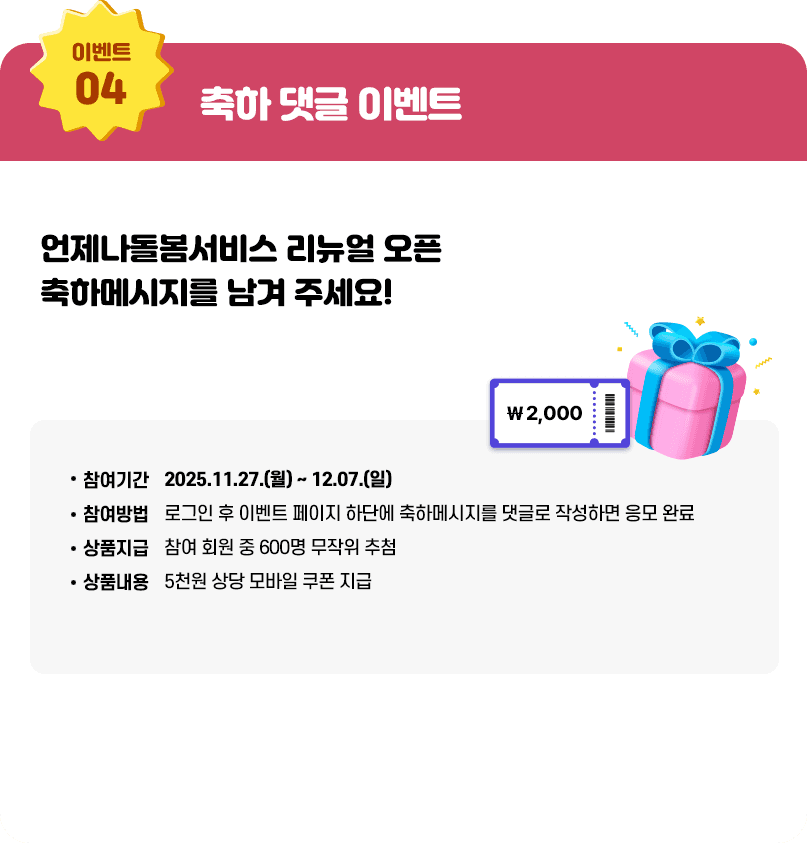 이벤트
04
축하 댓글 이벤트
언제나돌봄서비스 리뉴얼 오픈
축하메시지를 남겨 주세요!
₩2,000
• 참여기간 2025.11.27.(월) ~ 12.07.(일)
• 참여방법 로그인 후 이벤트 페이지 하단에 축하메시지를 댓글로 작성하면 응모 완료
• 상품지급 참여 회원 중 600명 무작위 추첨
• 상품내용 5천원 상당 모바일 쿠폰 지급